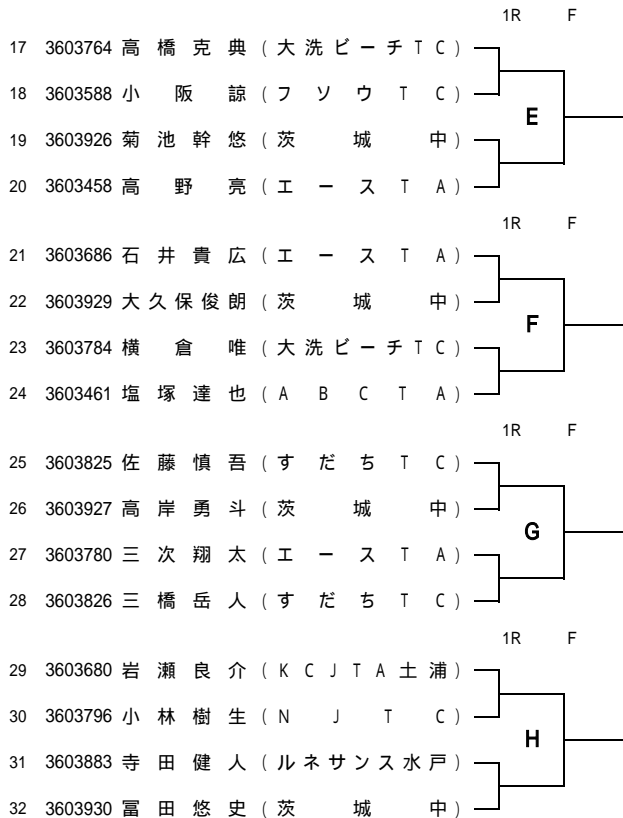 1R F
17 3603764 高橋克典(大洗ビーチTC)
18 3603588 小阪諒(フソウTC)
E
19 3603926 菊池幹悠(茨城中)
20 3603458 高野亮(エースTA)
1R F
21 3603686 石井貴広(エースTA)
22 3603929 大久保俊朗(茨城中)
F
23 3603784 横倉唯(大洗ビーチTC)
24 3603461 塩塚達也(ABCTA)
1R F
25 3603825 佐藤慎吾(すだちTC)
26 3603927 高岸勇斗(茨城中)
G
27 3603780 三次翔太(エースTA)
28 3603826 三橋岳人(すだちTC)
1R F
29 3603680 岩瀬良介(KCJTA土浦)
30 3603796 小林樹生(NJTC)
H
31 3603883 寺田健人(ルネサンス水戸)
32 3603930 冨田悠史(茨城中)